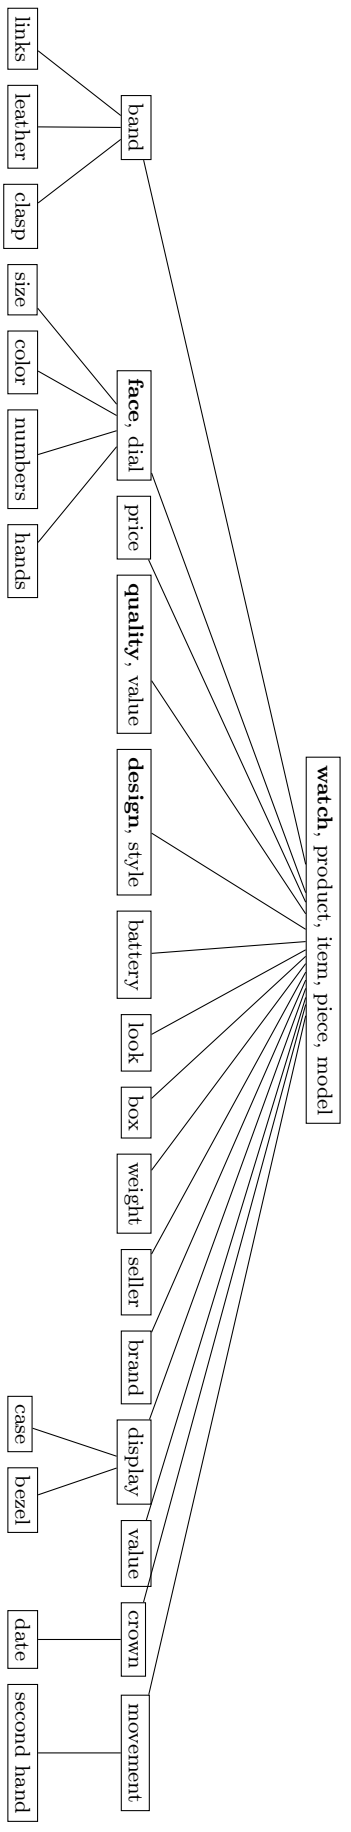 watch, product, item, piece, model
band
face, dial
price
quality, value
design, style
battery
look
box
weight
seller
brand
display
value
crown
movement
links
leather
clasp
size
color
numbers
hands
case
bezel
date
second hand